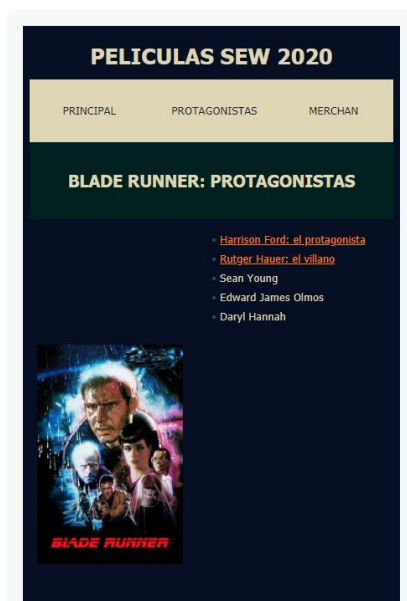 PELICULAS SEW 2020
PRINCIPAL PROTAGONISTAS MERCHAN
BLADE RUNNER: PROTAGONISTAS
Harrison Ford: el protagonista
Rutger Hauer: el villano
Sean Young
Edward James Olmos
Daryl Hannah
BLADE RUNNER